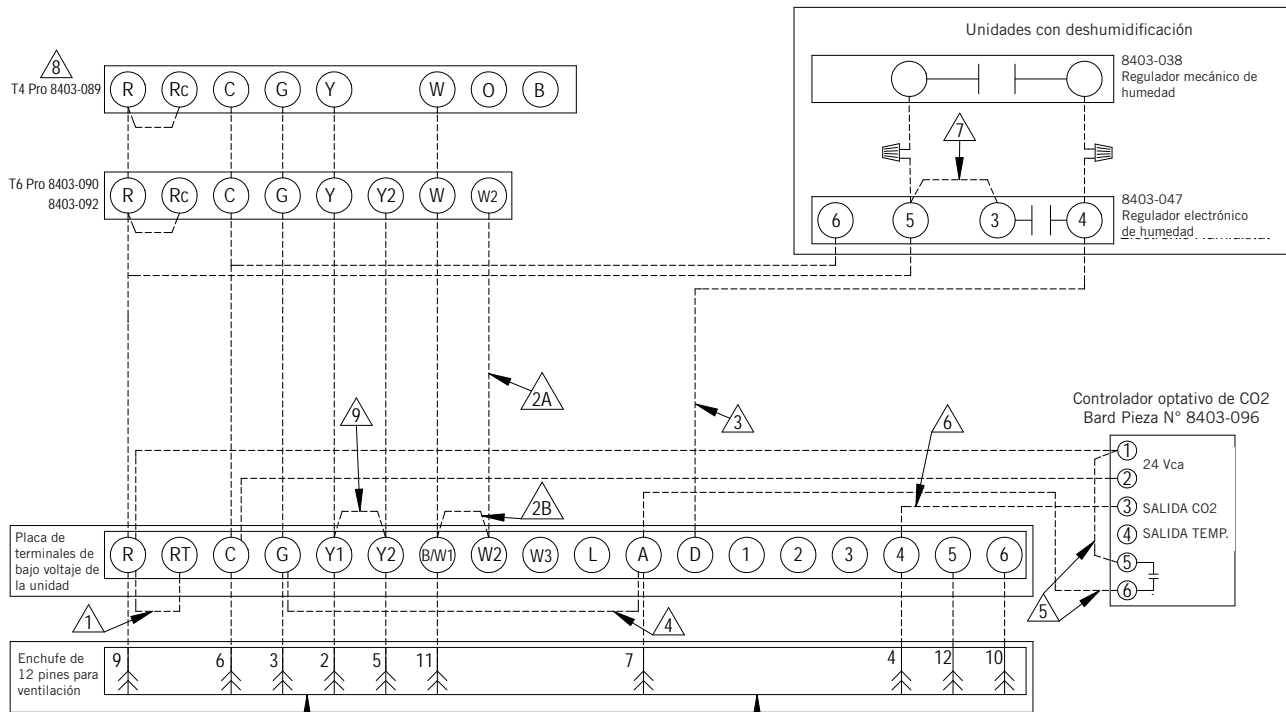 Unidades con deshumidificación
8
T4 Pro 8403-089
R Rc C G Y W O B
8403-038
Regulador mecánico de
humedad
7
T6 Pro 8403-090
8403-092
R Rc C G Y Y2 W W2
6 5 3 4
8403-047
Regulador electrónico
de humedad
2A
9
3
6
2B
Controlador optativo de CO2
Bard Pieza N° 8403-096
1
24 Vca
2
3 SALIDA CO2
4 SALIDA TEMP.
5
6
5
Placa de
terminales de
bajo voltaje de
la unidad
R RT C G Y1 Y2 B/W1 W2 W3 L A D 1 2 3 4 5 6
1
4
Enchufe de
12 pines para
ventilación
9 6 3 2 5 11 7 4 12 10